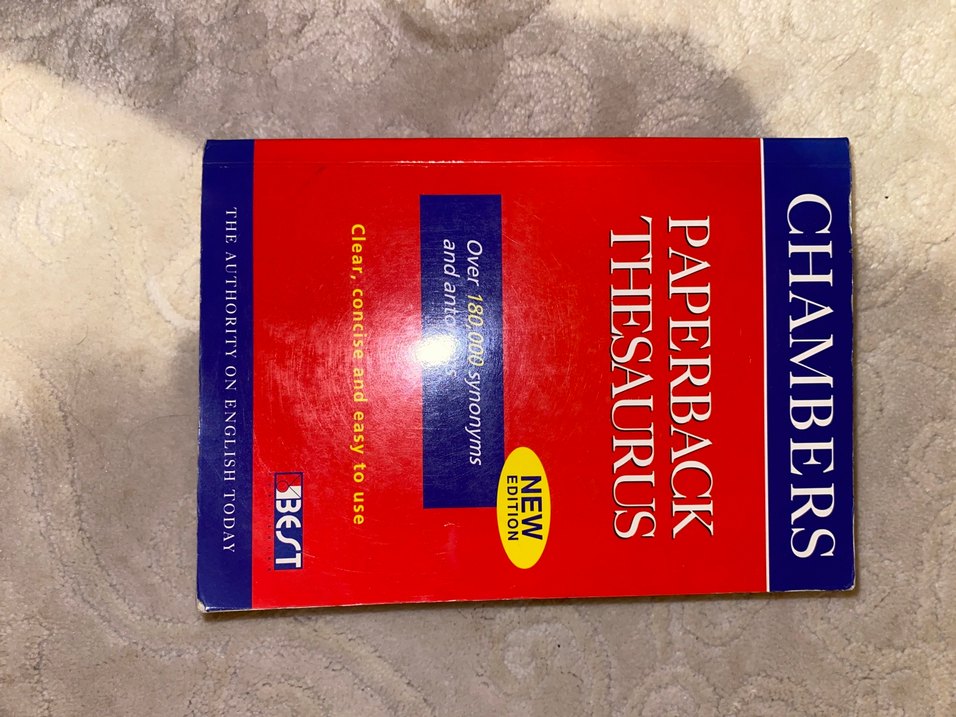 CHAMBERS
PAPERBACK
THESAURUS
NEW
EDITION
Over 180,000 synonyms
and
Clear, concise and easy to use
BEST
THE AUTHORITY ON ENGLISH TODAY